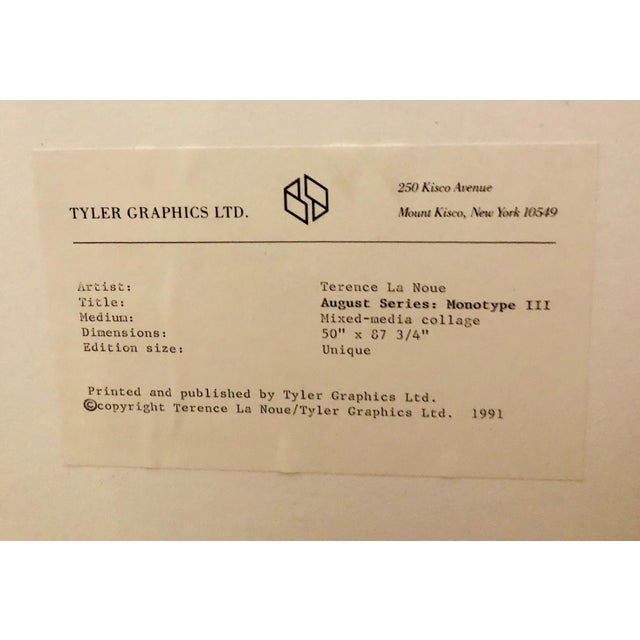 TYLER GRAPHICS LTD.
250 Kisco Avenue
Mount Kisco, New York 10549
Artist: Terence La Noue
Title: August Series: Monotype III
Medium: Mixed-media collage
Dimensions: 50" x 87 3/4"
Edition size: Unique
Printed and published by Tyler Graphics Ltd.
©copyright Terence La Noue/Tyler Graphics Ltd. 1991